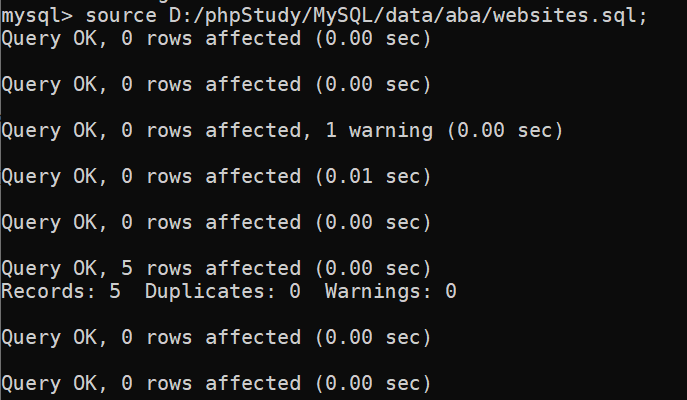 mysql> source D:/phpStudy/MySQL/data/aba/websites.sql;
Query OK, 0 rows affected (0.00 sec)
Query OK, 0 rows affected (0.00 sec)
Query OK, 0 rows affected, 1 warning (0.00 sec)
Query OK, 0 rows affected (0.01 sec)
Query OK, 0 rows affected (0.00 sec)
Query OK, 5 rows affected (0.00 sec)
Records: 5  Duplicates: 0  Warnings: 0
Query OK, 0 rows affected (0.00 sec)
Query OK, 0 rows affected (0.00 sec)